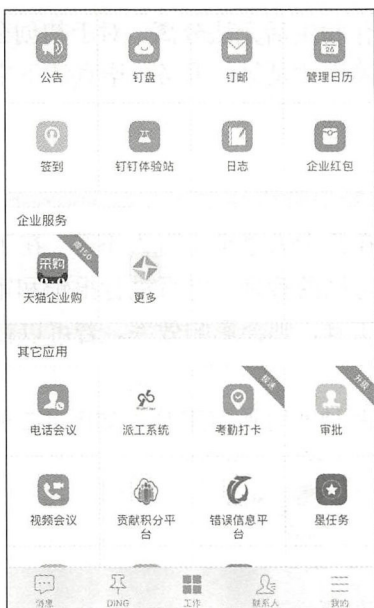 公告 钉盘 钉邮 管理日历
签到 钉钉体验站 日志 企业红包
企业服务
采购
天猫企业购 更多
其它应用
电话会议 派工系统 考勤打卡 审批
视频会议 贡献积分平台 错误信息平台 星任务
消息 DING 工作 联系人 我的